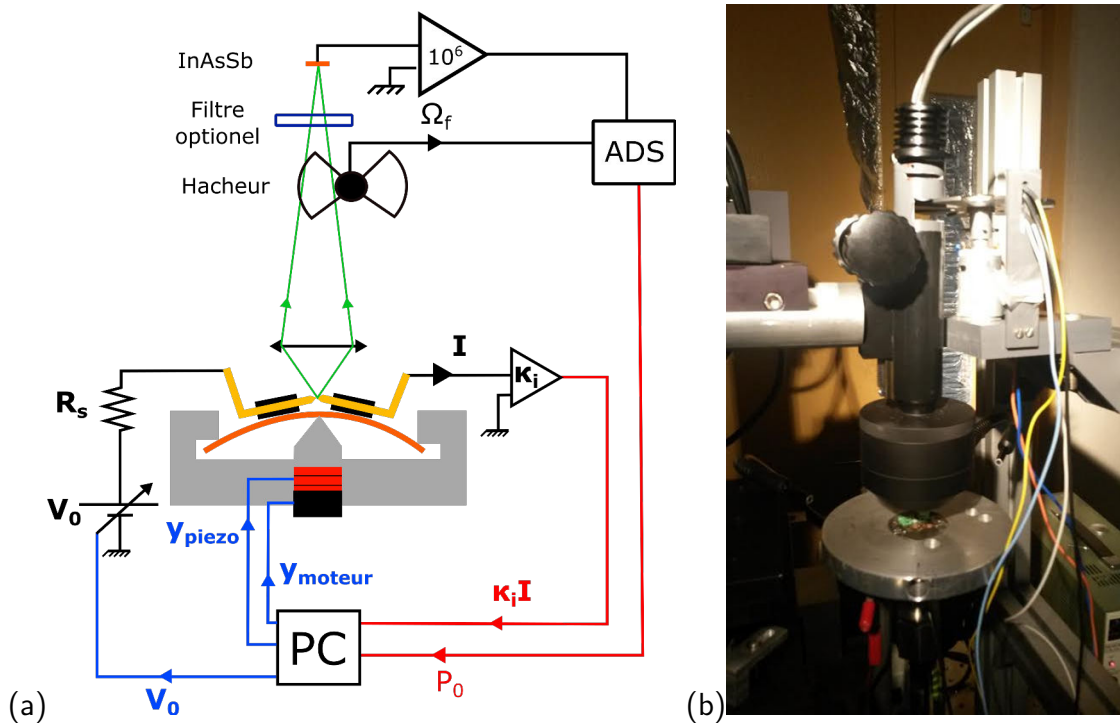 InAsSb
10⁶
Filtre
optionel
Ω_f
ADS
Hacheur
I
κ_i
R_s
V₀
y_piezo
y_moteur
κ_iI
PC
P₀
V₀
(a)
(b)